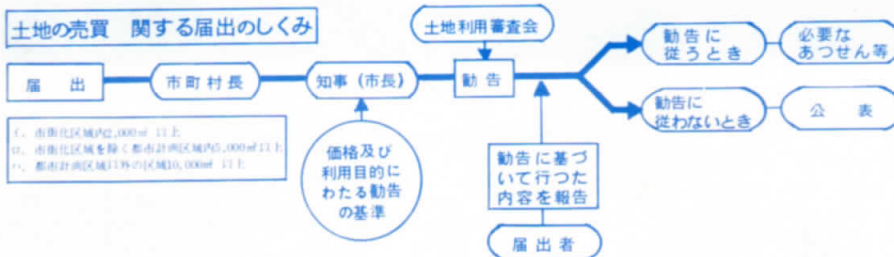 土地の売買 関する届出のしくみ
土地利用審査会
届出
市町村長
知事（市長）
勧告
勧告に
従うとき
必要な
あつせん等
勧告に
従わないとき
公表
イ．市街化区域内2,000㎡以上
ロ．市街化区域を除く都市計画区域内5,000㎡以上
ハ．都市計画区域以外の区域10,000㎡以上
価格及び
利用目的に
わたる勧告
の基準
勧告に基づ
いて行つた
内容を報告
届出者